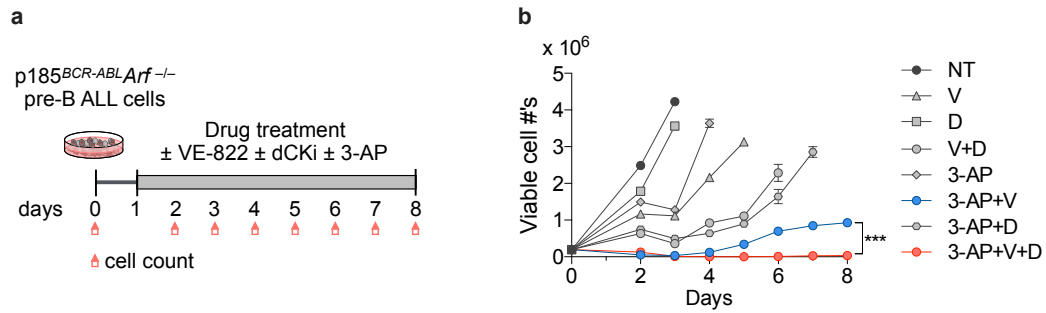 a
p185BCR-ABLArf –/–
pre-B ALL cells
Drug treatment
± VE-822 ± dCKi ± 3-AP
days
0 1 2 3 4 5 6 7 8
cell count
b
x 10⁶
Viable cell #'s
5
4
3
2
1
0
0 2 4 6 8
Days
***
NT
V
D
V+D
3-AP
3-AP+V
3-AP+D
3-AP+V+D